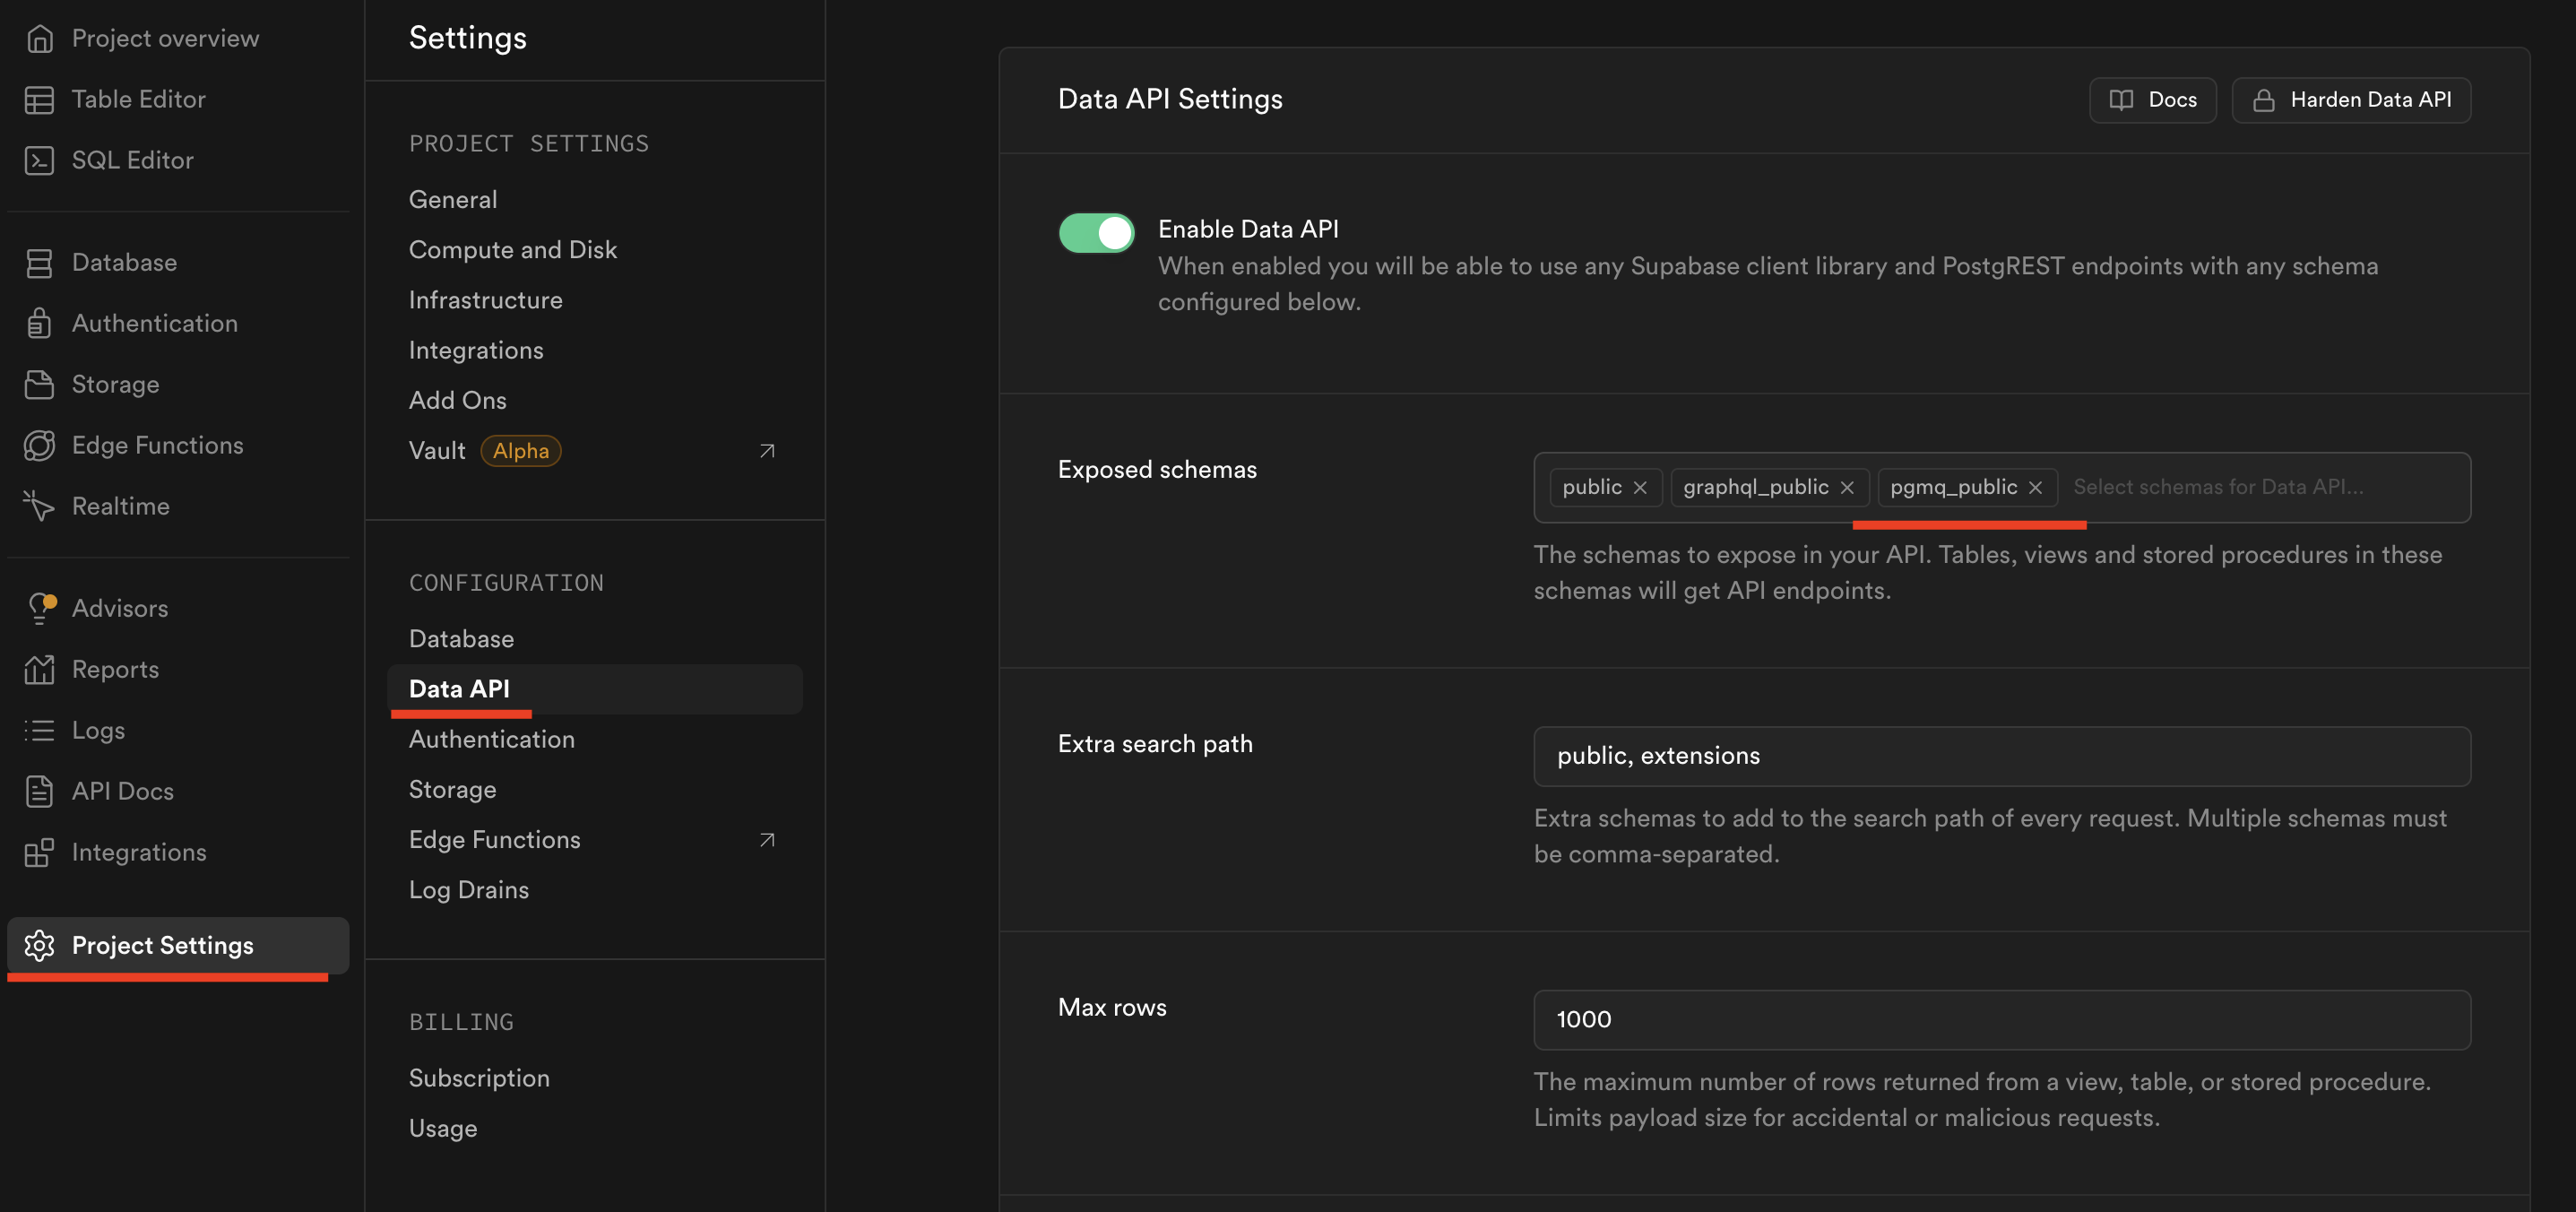 Project overview
Table Editor
SQL Editor
Database
Authentication
Storage
Edge Functions
Realtime
Advisors
Reports
Logs
API Docs
Integrations
Project Settings
Settings
PROJECT SETTINGS
General
Compute and Disk
Infrastructure
Integrations
Add Ons
Vault Alpha
CONFIGURATION
Database
Data API
Authentication
Storage
Edge Functions
Log Drains
BILLING
Subscription
Usage
Data API Settings
Docs
Harden Data API
Enable Data API
When enabled you will be able to use any Supabase client library and PostgREST endpoints with any schema
configured below.
Exposed schemas
public graphql_public pgmq_public Select schemas for Data API...
The schemas to expose in your API. Tables, views and stored procedures in these
schemas will get API endpoints.
Extra search path
public, extensions
Extra schemas to add to the search path of every request. Multiple schemas must
be comma-separated.
Max rows
1000
The maximum number of rows returned from a view, table, or stored procedure.
Limits payload size for accidental or malicious requests.